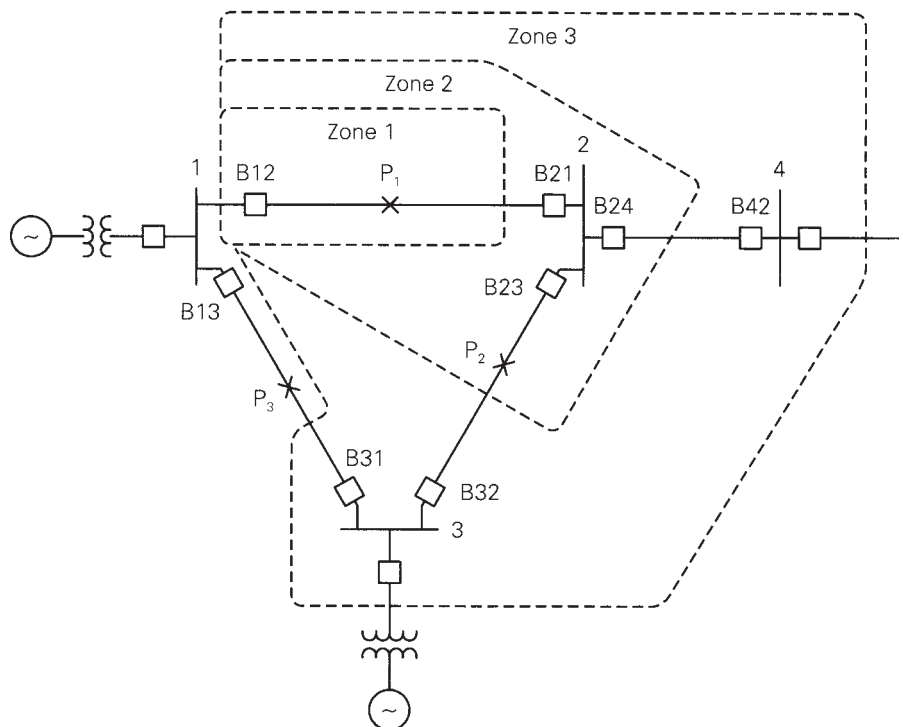 Zone 3
Zone 2
Zone 1
1
B12
P1
B21
2
B24
B42
4
B13
B23
P2
P3
B31
B32
3
~
~